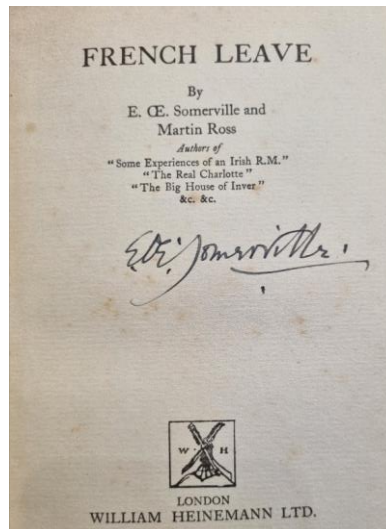 FRENCH LEAVE
By
E. Œ. Somerville and
Martin Ross
Authors of
"Some Experiences of an Irish R.M."
"The Real Charlotte"
"The Big House of Inver"
&c. &c.
E.Œ. Somerville.
W H
LONDON
WILLIAM HEINEMANN LTD.